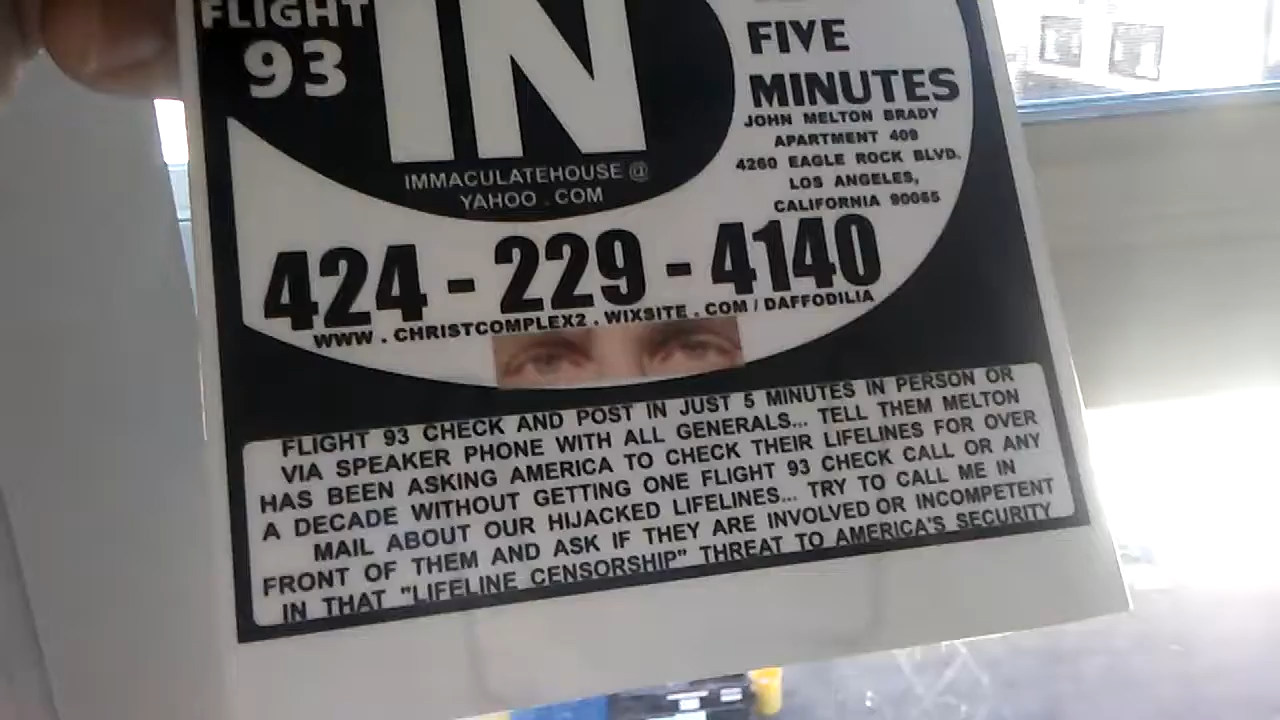 FLIGHT
93
IN
IMMACULATEHOUSE @
YAHOO . COM
FIVE
MINUTES
JOHN MELTON BRADY
APARTMENT 409
4260 EAGLE ROCK BLVD.
LOS ANGELES,
CALIFORNIA 90065
424 - 229 - 4140
WWW . CHRISTCOMPLEX2 . WIXSITE . COM / DAFFODILIA
FLIGHT 93 CHECK AND POST IN JUST 5 MINUTES IN PERSON OR
VIA SPEAKER PHONE WITH ALL GENERALS... TELL THEM MELTON
HAS BEEN ASKING AMERICA TO CHECK THEIR LIFELINES FOR OVER
A DECADE WITHOUT GETTING ONE FLIGHT 93 CHECK CALL OR ANY
MAIL ABOUT OUR HIJACKED LIFELINES... TRY TO CALL ME IN
FRONT OF THEM AND ASK IF THEY ARE INVOLVED OR INCOMPETENT
IN THAT "LIFELINE CENSORSHIP" THREAT TO AMERICA'S SECURITY